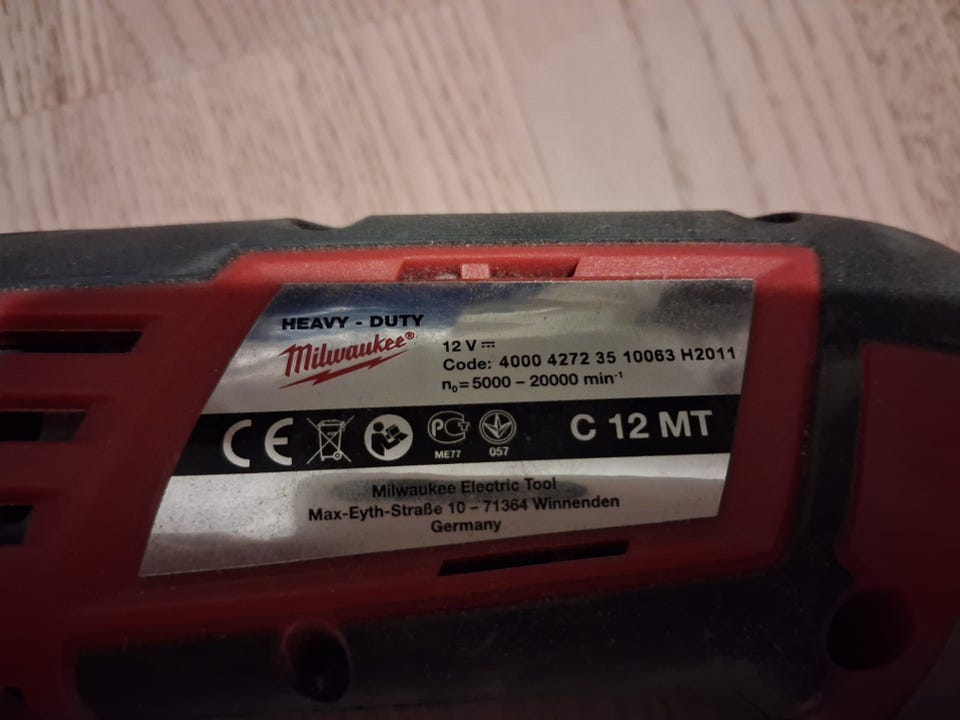 HEAVY - DUTY
Milwaukee®
12 V ⎓
Code: 4000 4272 35 10063 H2011
n₀=5000 – 20000 min⁻¹
CE
PC
ME77
057
C 12 MT
Milwaukee Electric Tool
Max-Eyth-Straße 10 – 71364 Winnenden
Germany